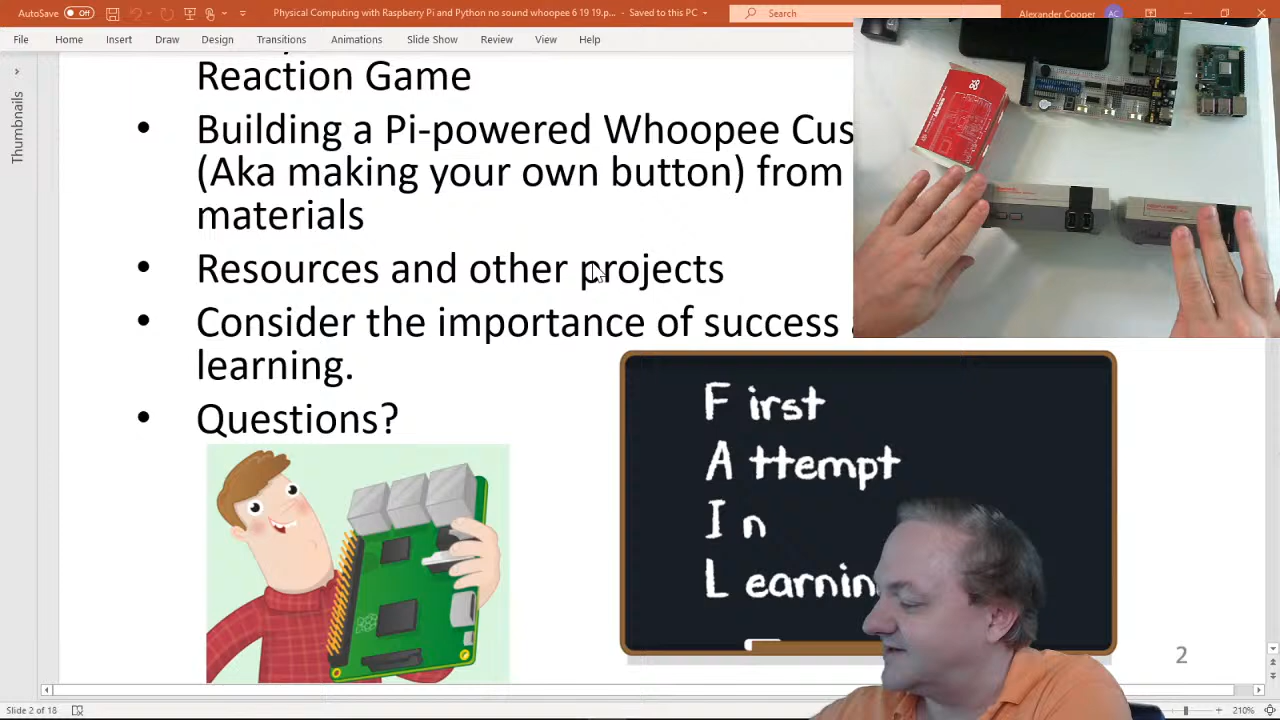 AutoSave Off Physical Computing with Raspbarry Pi and Python no sound whoopee 6 19 19.p... - Saved to this PC Search Alexander Cooper AC
File Home Insert Draw Design Transitions Animations Slide Show Review View Help
Thumbnails
Reaction Game
• Building a Pi-powered Whoopee Cus
(Aka making your own button) from
materials
• Resources and other projects
• Consider the importance of success
learning.
• Questions?
F irst
A ttempt
I n
L earnin
2
Slide 2 of 18
210%